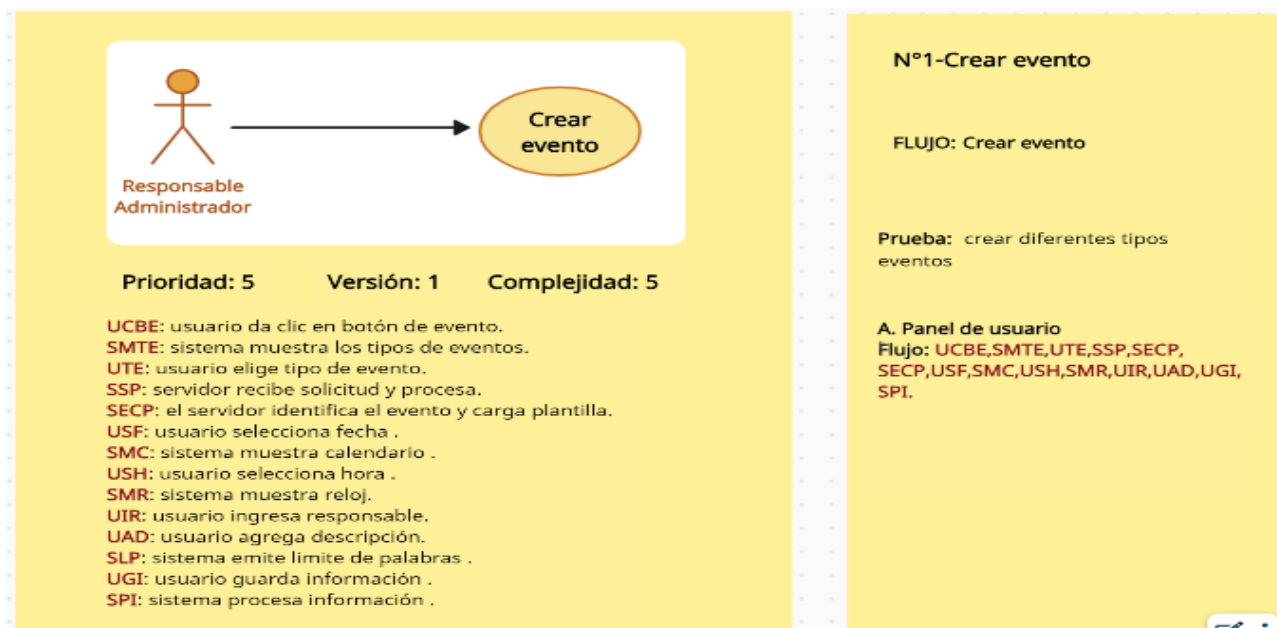 Crear
evento
Responsable
Administrador
Prioridad: 5 Versión: 1 Complejidad: 5
UCBE: usuario da clic en botón de evento.
SMTE: sistema muestra los tipos de eventos.
UTE: usuario elige tipo de evento.
SSP: servidor recibe solicitud y procesa.
SECP: el servidor identifica el evento y carga plantilla.
USF: usuario selecciona fecha .
SMC: sistema muestra calendario .
USH: usuario selecciona hora .
SMR: sistema muestra reloj.
UIR: usuario ingresa responsable.
UAD: usuario agrega descripción.
SLP: sistema emite limite de palabras .
UGI: usuario guarda información .
SPI: sistema procesa información .
N°1-Crear evento
FLUJO: Crear evento
Prueba: crear diferentes tipos
eventos
A. Panel de usuario
Flujo: UCBE,SMTE,UTE,SSP,SECP,
SECP,USF,SMC,USH,SMR,UIR,UAD,UGI,
SPI.